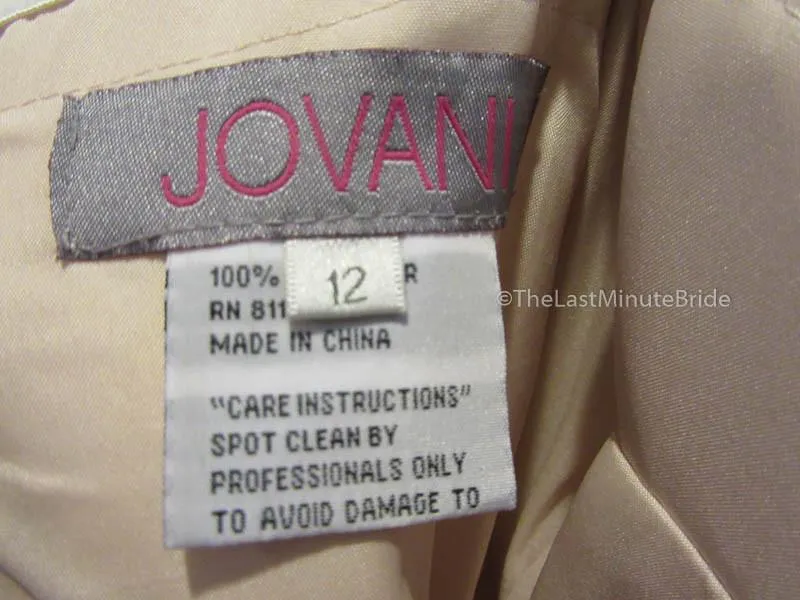 JOVANI
12
100% R
RN 811
MADE IN CHINA
"CARE INSTRUCTIONS"
SPOT CLEAN BY
PROFESSIONALS ONLY
TO AVOID DAMAGE TO
©TheLastMinuteBride